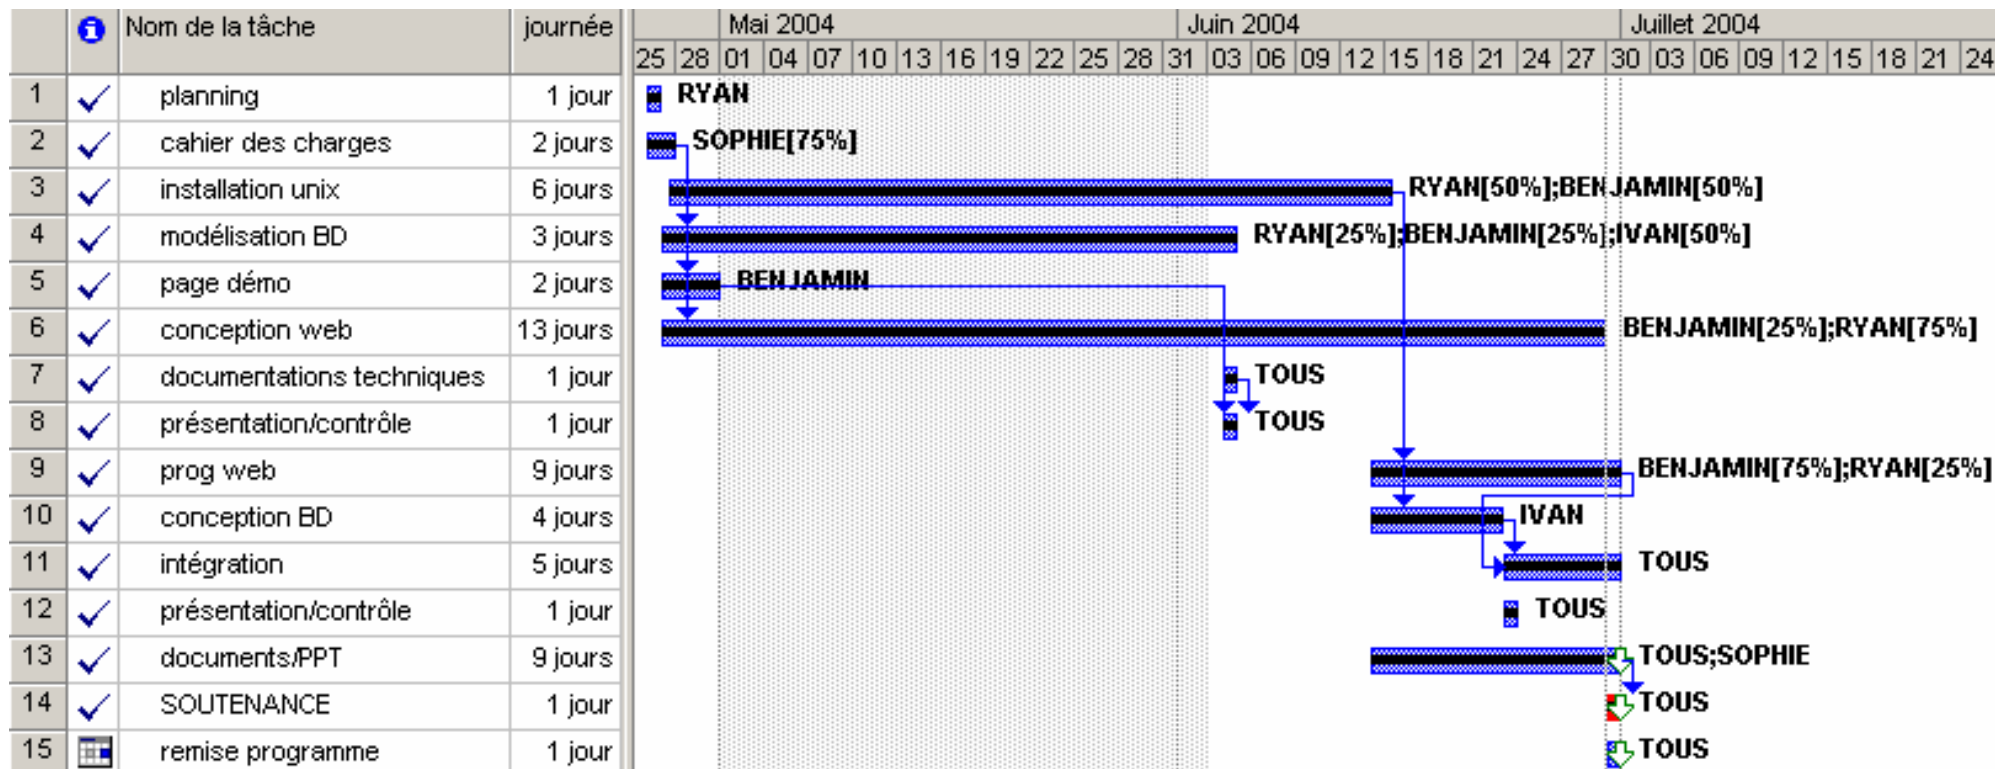 Nom de la tâche journée Mai 2004 Juin 2004 Juillet 2004
25 28 01 04 07 10 13 16 19 22 25 28 31 03 06 09 12 15 18 21 24 27 30 03 06 09 12 15 18 21 24
1 planning 1 jour RYAN
2 cahier des charges 2 jours SOPHIE[75%]
3 installation unix 6 jours RYAN[50%];BENJAMIN[50%]
4 modélisation BD 3 jours RYAN[25%];BENJAMIN[25%];IVAN[50%]
5 page démo 2 jours BENJAMIN
6 conception web 13 jours BENJAMIN[25%];RYAN[75%]
7 documentations techniques 1 jour TOUS
8 présentation/contrôle 1 jour TOUS
9 prog web 9 jours BENJAMIN[75%];RYAN[25%]
10 conception BD 4 jours IVAN
11 intégration 5 jours TOUS
12 présentation/contrôle 1 jour TOUS
13 documents/PPT 9 jours TOUS;SOPHIE
14 SOUTENANCE 1 jour TOUS
15 remise programme 1 jour TOUS